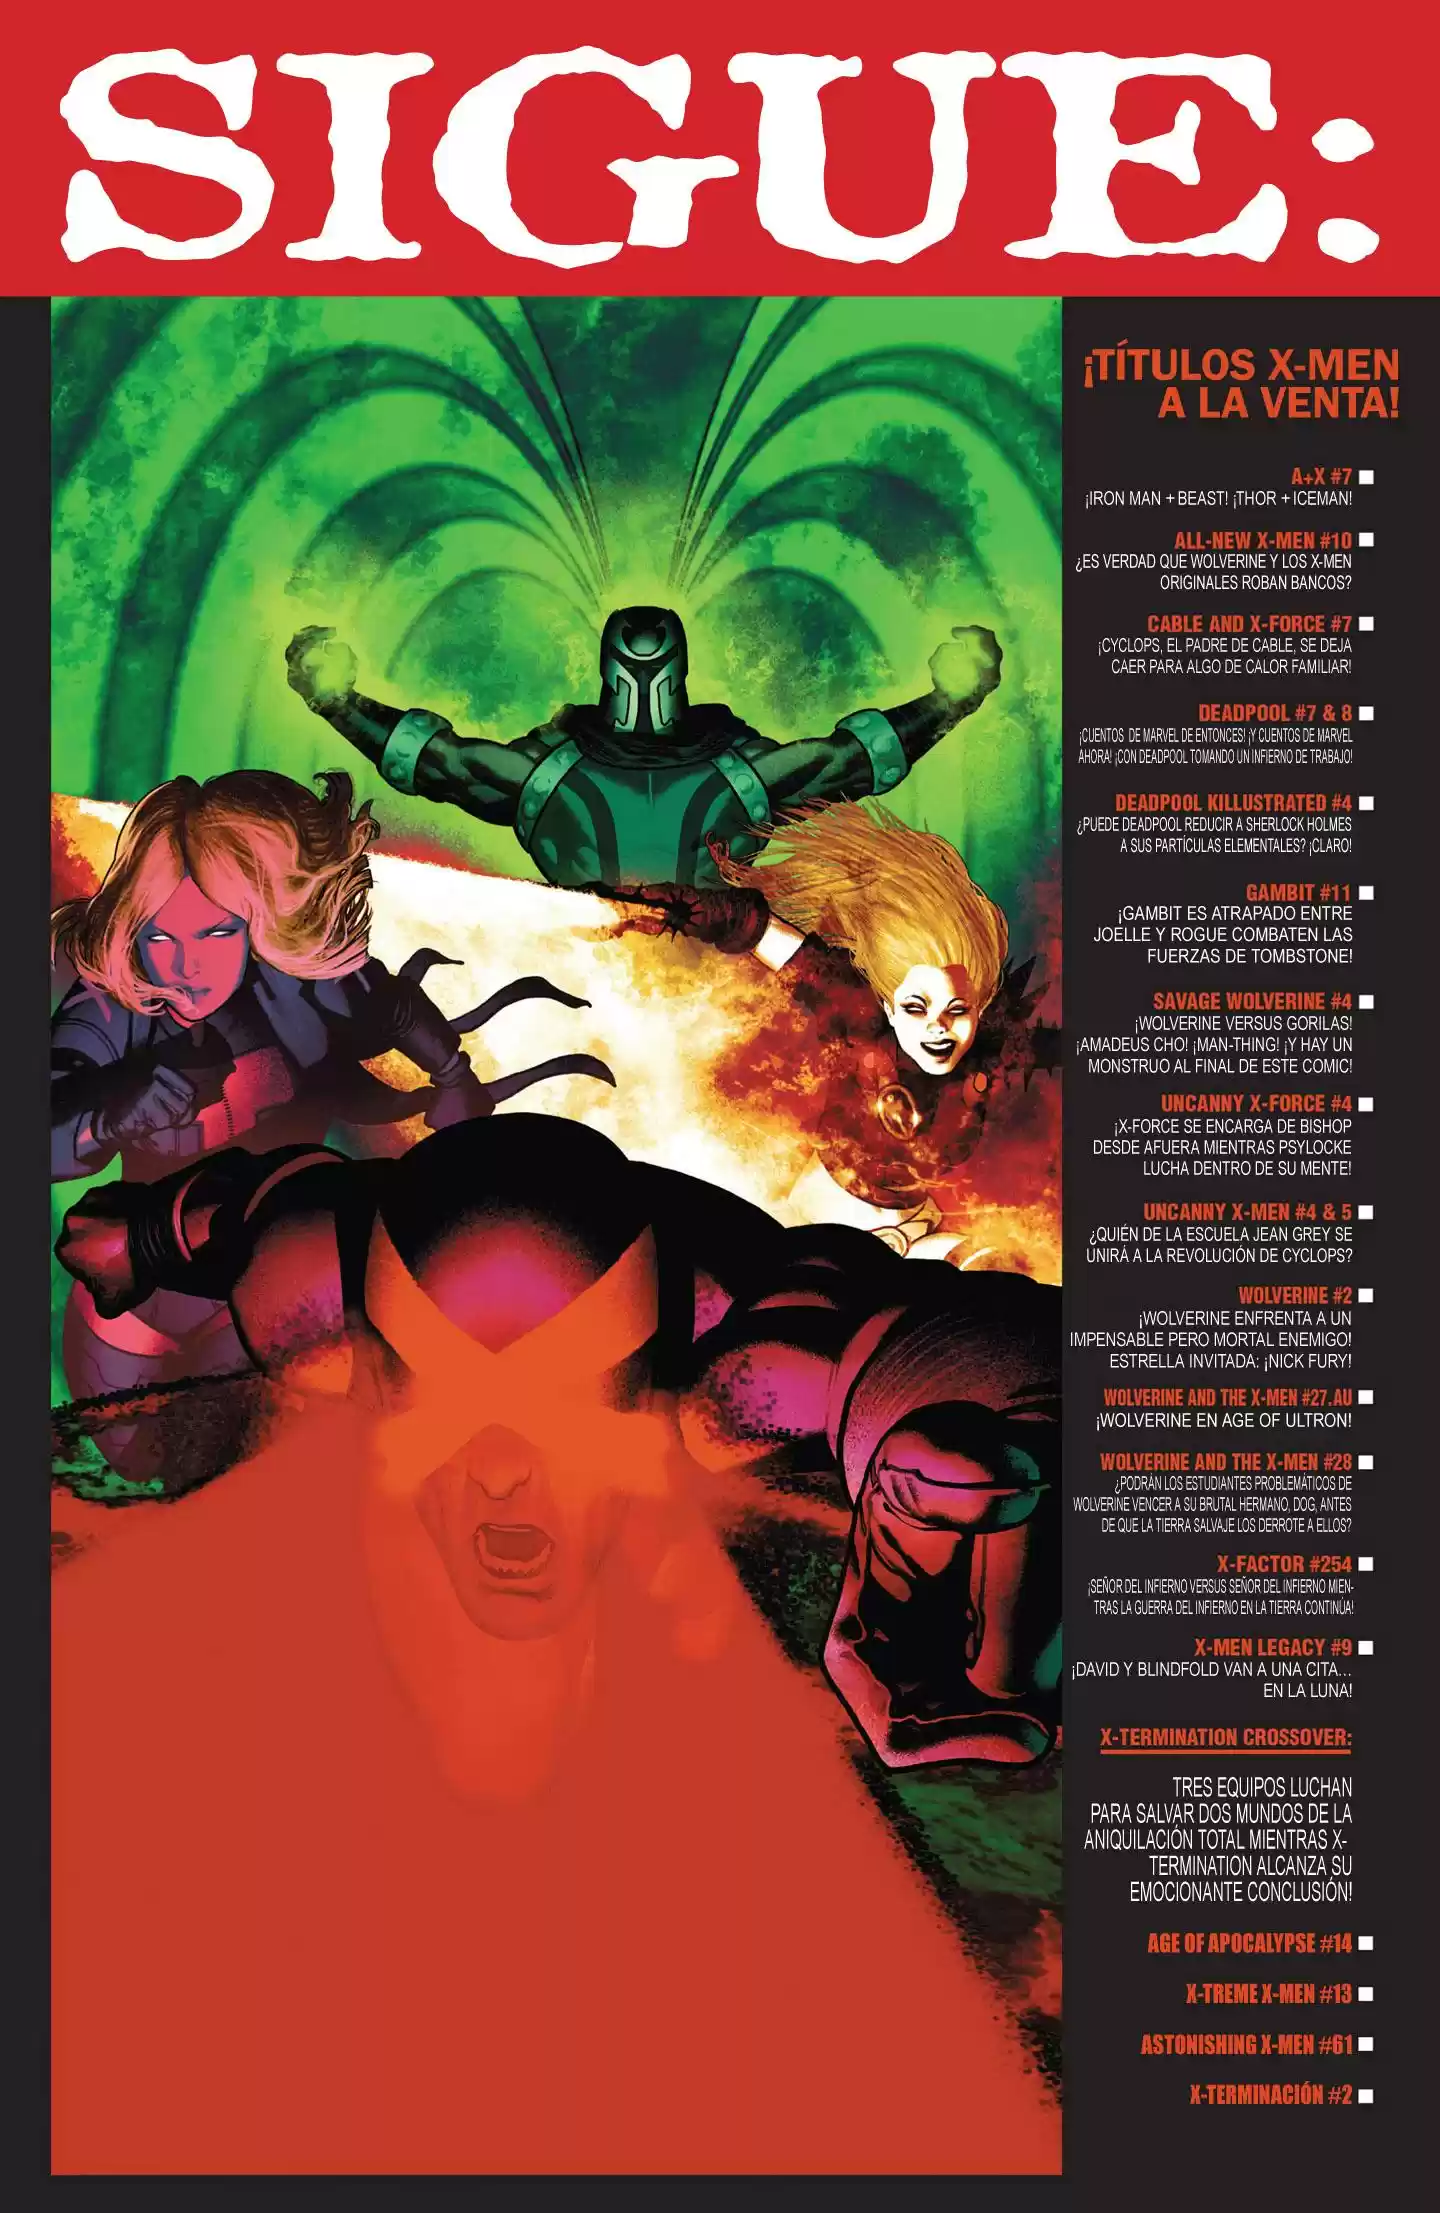 SIGUE:
¡TÍTULOS X-MEN
A LA VENTA!
A+X #7
¡IRON MAN + BEAST! ¡THOR + ICEMAN!
ALL-NEW X-MEN #10
¿ES VERDAD QUE WOLVERINE Y LOS X-MEN
ORIGINALES ROBAN BANCOS?
CABLE AND X-FORCE #7
¡CYCLOPS, EL PADRE DE CABLE, SE DEJA
CAER PARA ALGO DE CALOR FAMILIAR!
DEADPOOL #7 & 8
¡CUENTOS DE MARVEL DE ENTONCES! ¡Y CUENTOS DE MARVEL
AHORA! ¡CON DEADPOOL TOMANDO UN INFIERNO DE TRABAJO!
DEADPOOL KILLUSTRATED #4
¿PUEDE DEADPOOL REDUCIR A SHERLOCK HOLMES
A SUS PARTÍCULAS ELEMENTALES? ¡CLARO!
GAMBIT #11
¡GAMBIT ES ATRAPADO ENTRE
JOELLE Y ROGUE COMBATEN LAS
FUERZAS DE TOMBSTONE!
SAVAGE WOLVERINE #4
¡WOLVERINE VERSUS GORILAS!
¡AMADEUS CHO! ¡MAN-THING! ¡Y HAY UN
MONSTRUO AL FINAL DE ESTE COMIC!
UNCANNY X-FORCE #4
¡X-FORCE SE ENCARGA DE BISHOP
DESDE AFUERA MIENTRAS PSYLOCKE
LUCHA DENTRO DE SU MENTE!
UNCANNY X-MEN #4 & 5
¿QUIÉN DE LA ESCUELA JEAN GREY SE
UNIRÁ A LA REVOLUCIÓN DE CYCLOPS?
WOLVERINE #2
¡WOLVERINE ENFRENTA A UN
IMPENSABLE PERO MORTAL ENEMIGO!
ESTRELLA INVITADA: ¡NICK FURY!
WOLVERINE AND THE X-MEN #27.AU
¡WOLVERINE EN AGE OF ULTRON!
WOLVERINE AND THE X-MEN #28
¿PODRÁN LOS ESTUDIANTES PROBLEMÁTICOS DE
WOLVERINE VENCER A SU BRUTAL HERMANO, DOG, ANTES
DE QUE LA TIERRA SALVAJE LOS DERROTE A ELLOS?
X-FACTOR #254
¡SEÑOR DEL INFIERNO VERSUS SEÑOR DEL INFIERNO MIEN-
TRAS LA GUERRA DEL INFIERNO EN LA TIERRA CONTINÚA!
X-MEN LEGACY #9
¡DAVID Y BLINDFOLD VAN A UNA CITA...
EN LA LUNA!
X-TERMINATION CROSSOVER:
TRES EQUIPOS LUCHAN
PARA SALVAR DOS MUNDOS DE LA
ANIQUILACIÓN TOTAL MIENTRAS X-
TERMINATION ALCANZA SU
EMOCIONANTE CONCLUSIÓN!
AGE OF APOCALYPSE #14
X-TREME X-MEN #13
ASTONISHING X-MEN #61
X-TERMINACIÓN #2